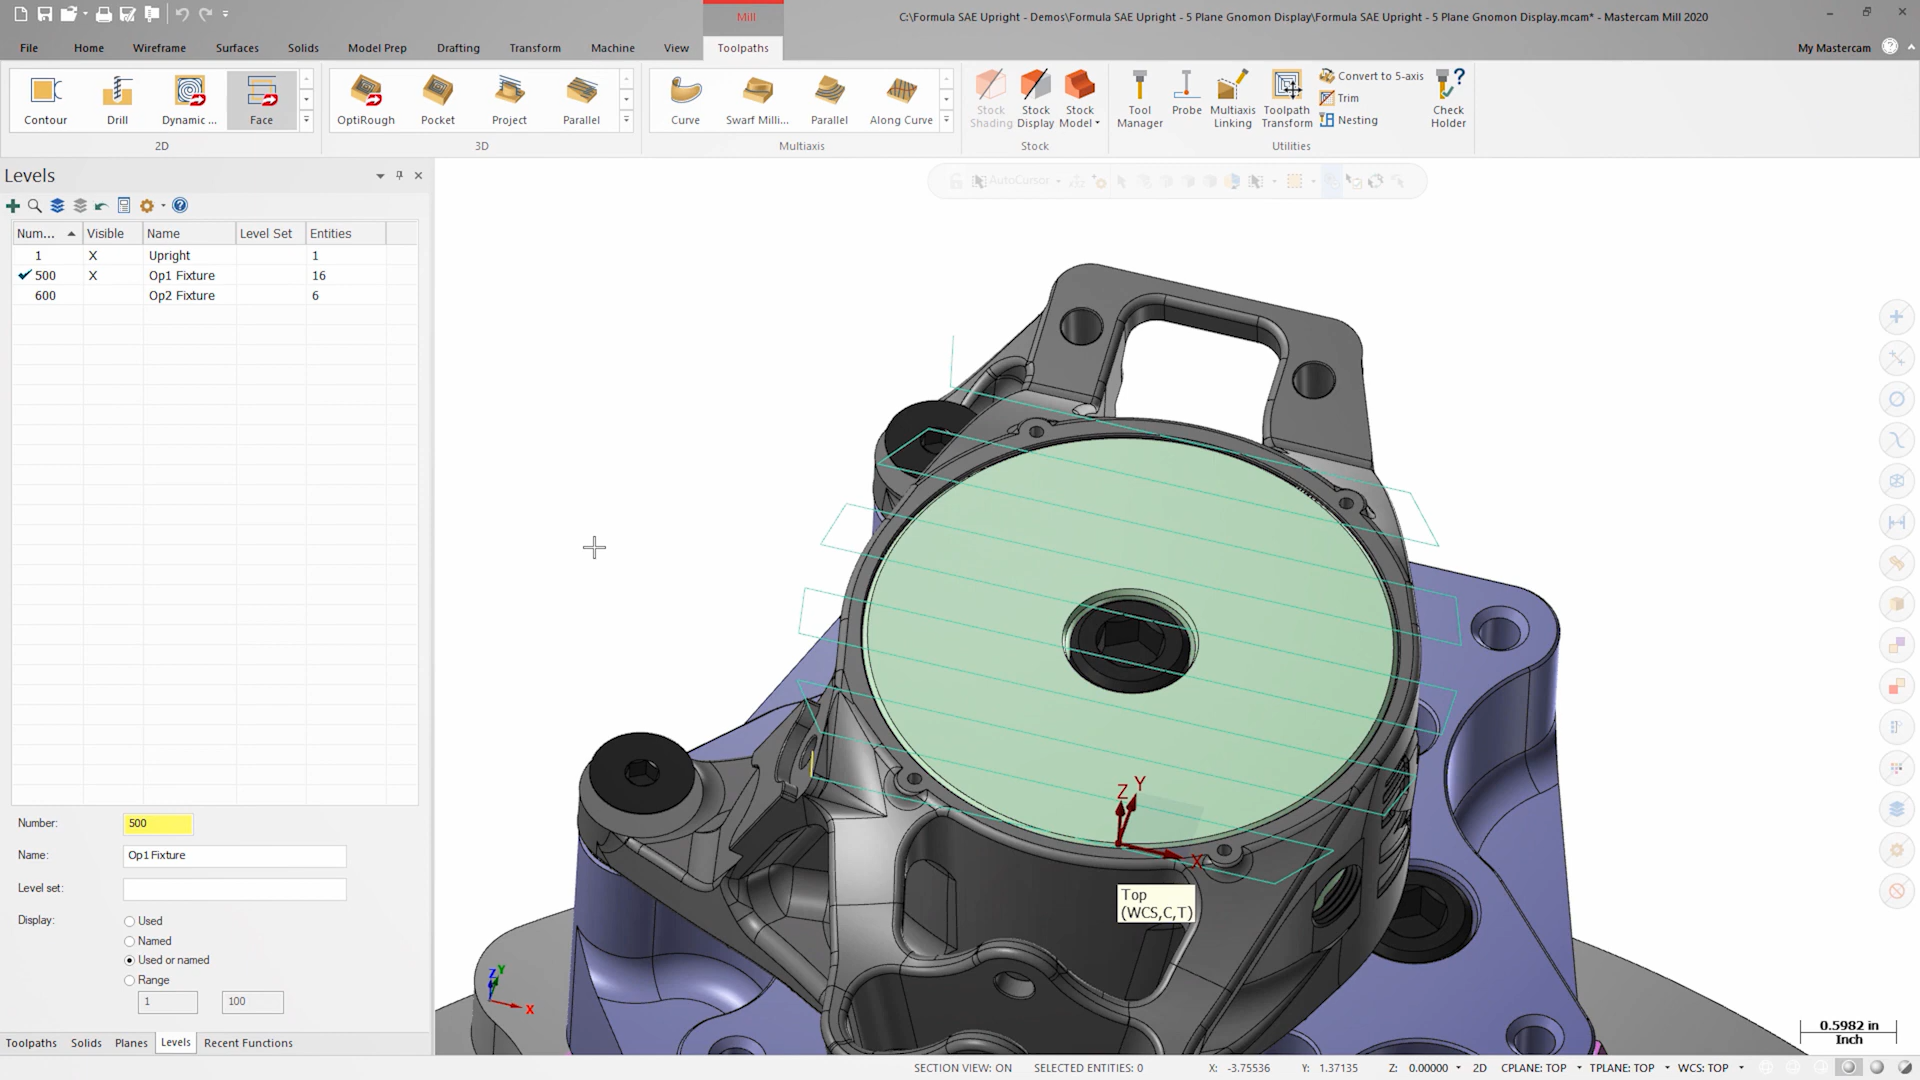 Mill
C:\Formula SAE Upright - Demos\Formula SAE Upright - 5 Plane Gnomon Display\Formula SAE Upright - 5 Plane Gnomon Display.mcam* - Mastercam Mill 2020
File Home Wireframe Surfaces Solids Model Prep Drafting Transform Machine View Toolpaths My Mastercam
Contour Drill Dynamic ... Face
OptiRough Pocket Project Parallel
Curve Swarf Milli... Parallel Along Curve
Stock Shading Stock Display Stock Model
Tool Manager Probe Multiaxis Linking Toolpath Transform
Convert to 5-axis
Trim
Nesting
Check Holder
2D 3D Multiaxis Stock Utilities
Levels
AutoCursor
Num... Visible Name Level Set Entities
1 X Upright 1
500 X Op1 Fixture 16
600 Op2 Fixture 6
Number: 500
Name: Op1 Fixture
Level set:
Display: Used
Named
Used or named
Range
1 100
Z Y
X
Top
(WCS,C,T)
Z Y
X
0.5982 in
Inch
Toolpaths Solids Planes Levels Recent Functions
SECTION VIEW: ON SELECTED ENTITIES: 0 X: -3.75536 Y: 1.37135 Z: 0.00000 2D CPLANE: TOP TPLANE: TOP WCS: TOP